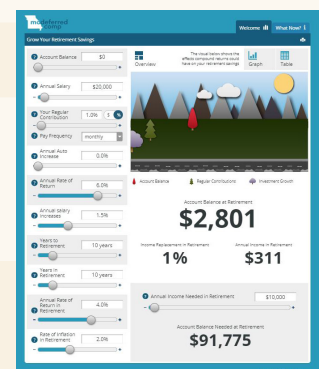 mo deferred
comp
Welcome
What Now?
Grow Your Retirement Savings
Account Balance
$0
Annual Salary
$20,000
Your Regular
Contribution
1.0%
$
%
Pay Frequency
monthly
Annual Auto
Increase
0.0%
Annual Rate of
Return
6.0%
Annual salary
increases
1.5%
Years to
Retirement
10 years
Years in
Retirement
10 years
Annual Rate of
Return in
Retirement
4.0%
Rate of Inflation
in Retirement
2.0%
Overview
The visual below shows the
effects compound returns could
have on your retirement savings
Graph
Table
Account Balance
Regular Contributions
Investment Growth
Account Balance at Retirement
$2,801
Income Replacement in Retirement
1%
Annual Income in Retirement
$311
Annual Income Needed in Retirement
$10,000
Account Balance Needed at Retirement
$91,775